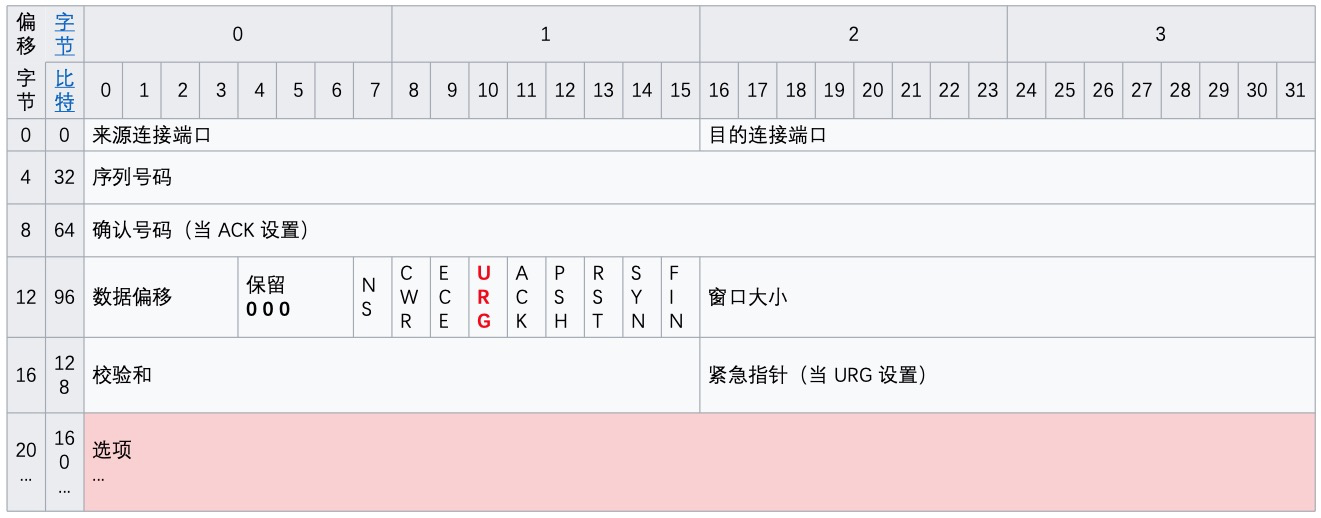 偏移 字节 0 1 2 3
字节 比特 0 1 2 3 4 5 6 7 8 9 10 11 12 13 14 15 16 17 18 19 20 21 22 23 24 25 26 27 28 29 30 31
0 0 来源连接端口 目的连接端口
4 32 序列号码
8 64 确认号码（当 ACK 设置）
12 96 数据偏移 保留 000 NS CWR ECE URG ACK PSH RST SYN FIN 窗口大小
16 128 校验和 紧急指针（当 URG 设置）
20 160 选项
... ... ...